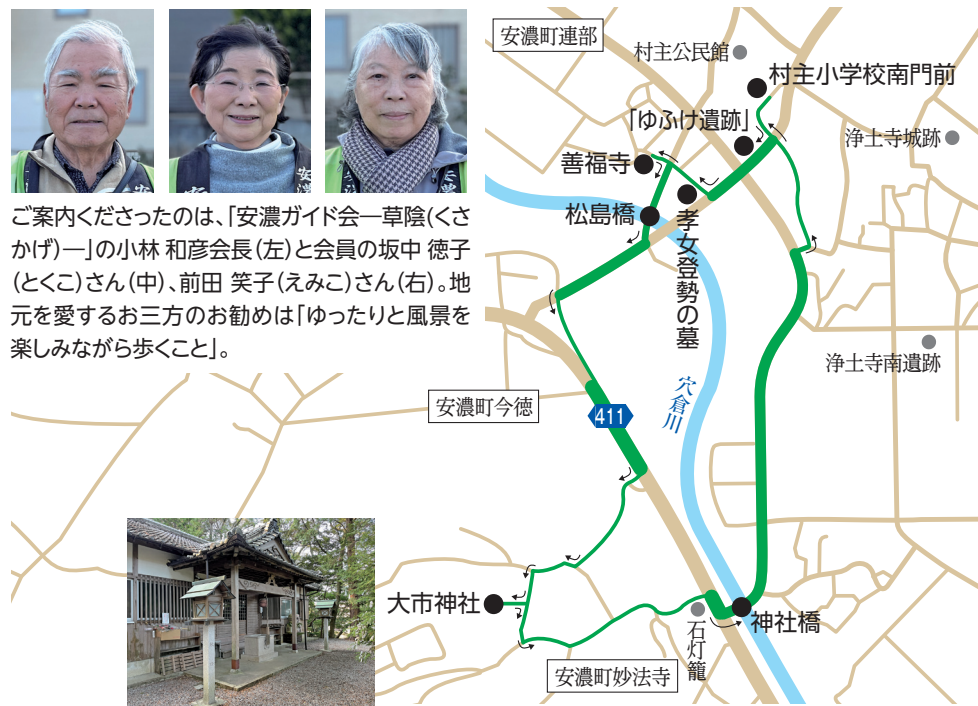 ご案内くださったのは、「安濃ガイド会―草陰(くさ
かげ)―」の小林 和彦会長(左)と会員の坂中 徳子
(とくこ)さん(中)、前田 笑子(えみこ)さん(右)。地
元を愛するお三方のお勧めは「ゆったりと風景を
楽しみながら歩くこと」。
安濃町連部
村主公民館
村主小学校南門前
「ゆふけ遺跡」
浄土寺城跡
善福寺
松島橋
孝女登勢の墓
浄土寺南遺跡
穴倉川
安濃町今徳
411
大市神社
石灯籠
神社橋
安濃町妙法寺